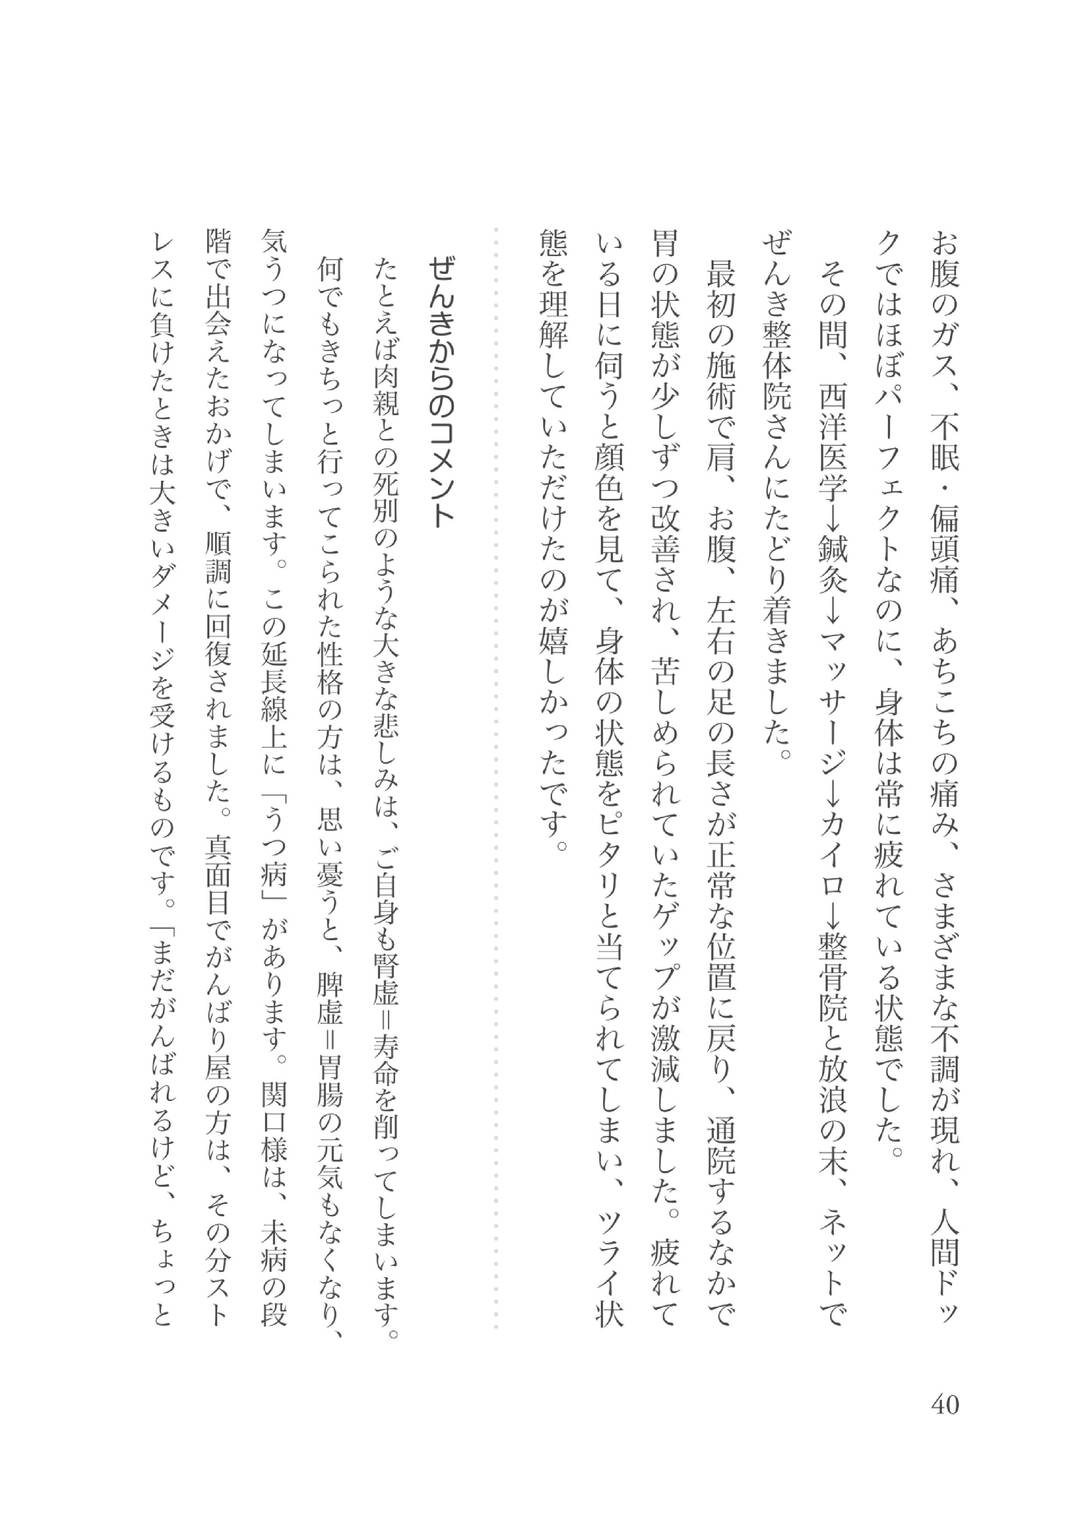 お腹のガス、不眠・偏頭痛、あちこちの痛み、さまざまな不調が現れ、人間ドッ
クではほぼパーフェクトなのに、身体は常に疲れている状態でした。
その間、西洋医学→鍼灸→マッサージ→カイロ→整骨院と放浪の末、ネットで
ぜんき整体院さんにたどり着きました。
最初の施術で肩、お腹、左右の足の長さが正常な位置に戻り、通院するなかで
胃の状態が少しずつ改善され、苦しめられていたゲップが激減しました。疲れて
いる日に伺うと顔色を見て、身体の状態をピタリと当てられてしまい、ツライ状
態を理解していただけたのが嬉しかったです。
ぜんきからのコメント
たとえば肉親との死別のような大きな悲しみは、ご自身も腎虚＝寿命を削ってしまいます。
何でもきちっと行ってこられた性格の方は、思い憂うと、脾虚＝胃腸の元気もなくなり、
気うつになってしまいます。この延長線上に「うつ病」があります。関口様は、未病の段
階で出会えたおかげで、順調に回復されました。真面目でがんばり屋の方は、その分スト
レスに負けたときは大きいダメージを受けるものです。「まだがんばれるけど、ちょっと
40